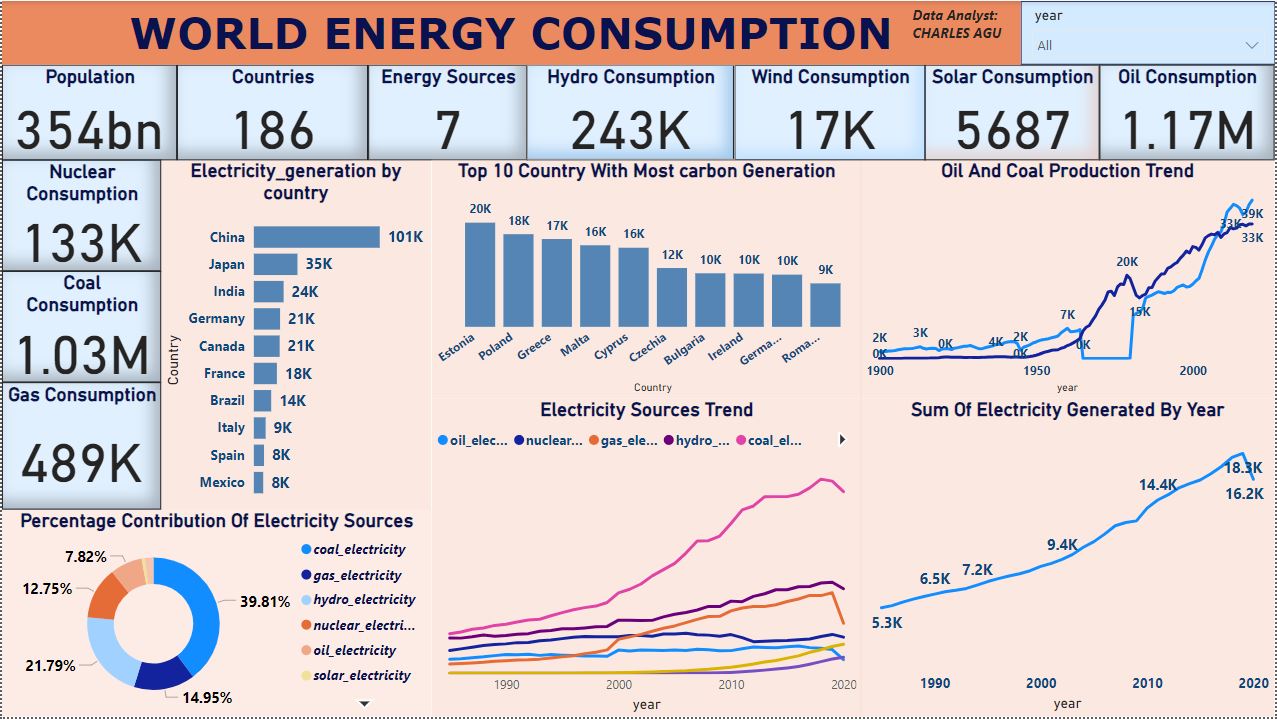 WORLD ENERGY CONSUMPTION
Data Analyst:
CHARLES AGU
year
All
Population
354bn
Countries
186
Energy Sources
7
Hydro Consumption
243K
Wind Consumption
17K
Solar Consumption
5687
Oil Consumption
1.17M
Nuclear
Consumption
133K
Coal
Consumption
1.03M
Gas Consumption
489K
Electricity_generation by
country
Country
China
101K
Japan
35K
India
24K
Germany
21K
Canada
21K
France
18K
Brazil
14K
Italy
9K
Spain
8K
Mexico
8K
Top 10 Country With Most carbon Generation
20K
18K
17K
16K
16K
12K
10K
10K
10K
9K
Estonia
Poland
Greece
Malta
Cyprus
Czechia
Bulgaria
Ireland
Germa...
Roma...
Country
Oil And Coal Production Trend
2K
0K
3K
0K
4K
2K
0K
7K
0K
20K
15K
33K
39K
33K
1900
1950
2000
year
Percentage Contribution Of Electricity Sources
7.82%
12.75%
21.79%
39.81%
14.95%
coal_electricity
gas_electricity
hydro_electricity
nuclear_electri...
oil_electricity
solar_electricity
Electricity Sources Trend
oil_elec... nuclear... gas_ele... hydro_... coal_el...
1990
2000
2010
2020
year
Sum Of Electricity Generated By Year
5.3K
6.5K
7.2K
9.4K
14.4K
18.3K
16.2K
1990
2000
2010
2020
year